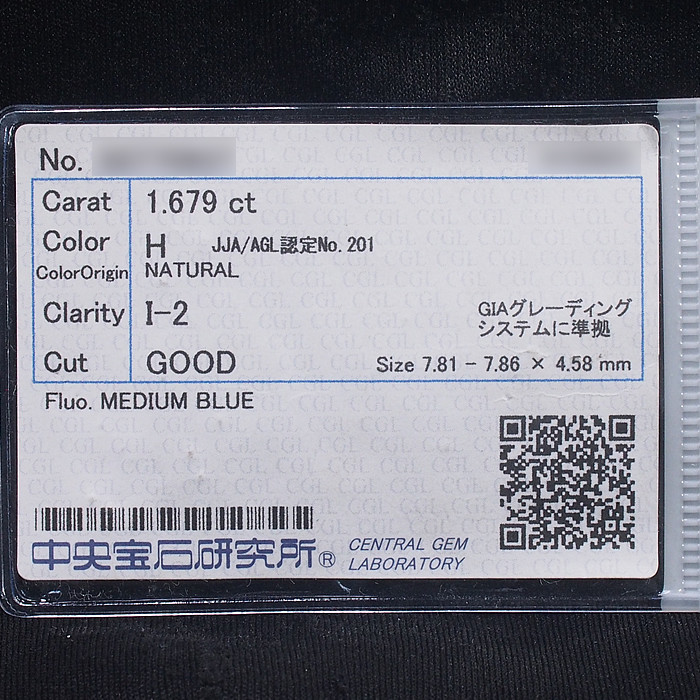 No.
Carat 1.679 ct
Color H JJA/AGL認定No.201
ColorOrigin NATURAL
Clarity I-2
GIAグレーディング
システムに準拠
Cut GOOD Size 7.81 - 7.86 × 4.58 mm
Fluo. MEDIUM BLUE
中央宝石研究所® CENTRAL GEM
LABORATORY